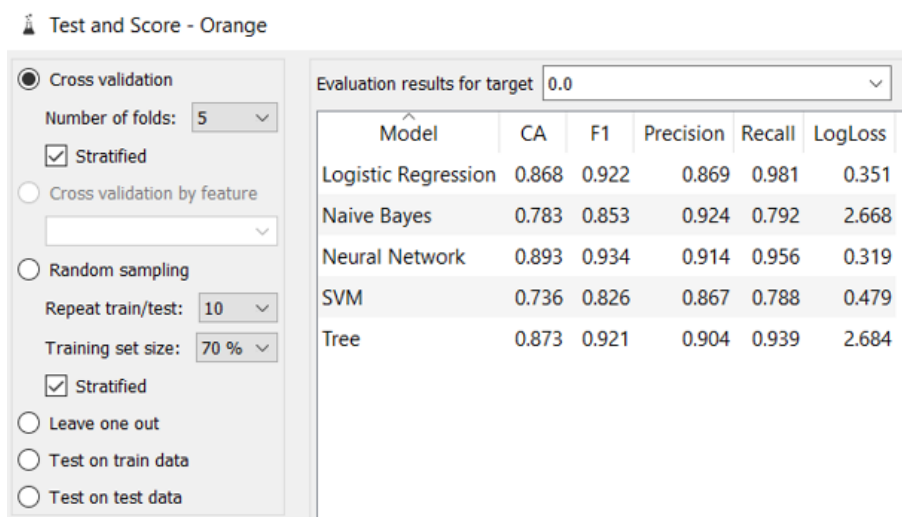 Test and Score - Orange
Cross validation
Number of folds: 5
Stratified
Cross validation by feature
Random sampling
Repeat train/test: 10
Training set size: 70 %
Stratified
Leave one out
Test on train data
Test on test data
Evaluation results for target 0.0
Model CA F1 Precision Recall LogLoss
Logistic Regression 0.868 0.922 0.869 0.981 0.351
Naive Bayes 0.783 0.853 0.924 0.792 2.668
Neural Network 0.893 0.934 0.914 0.956 0.319
SVM 0.736 0.826 0.867 0.788 0.479
Tree 0.873 0.921 0.904 0.939 2.684